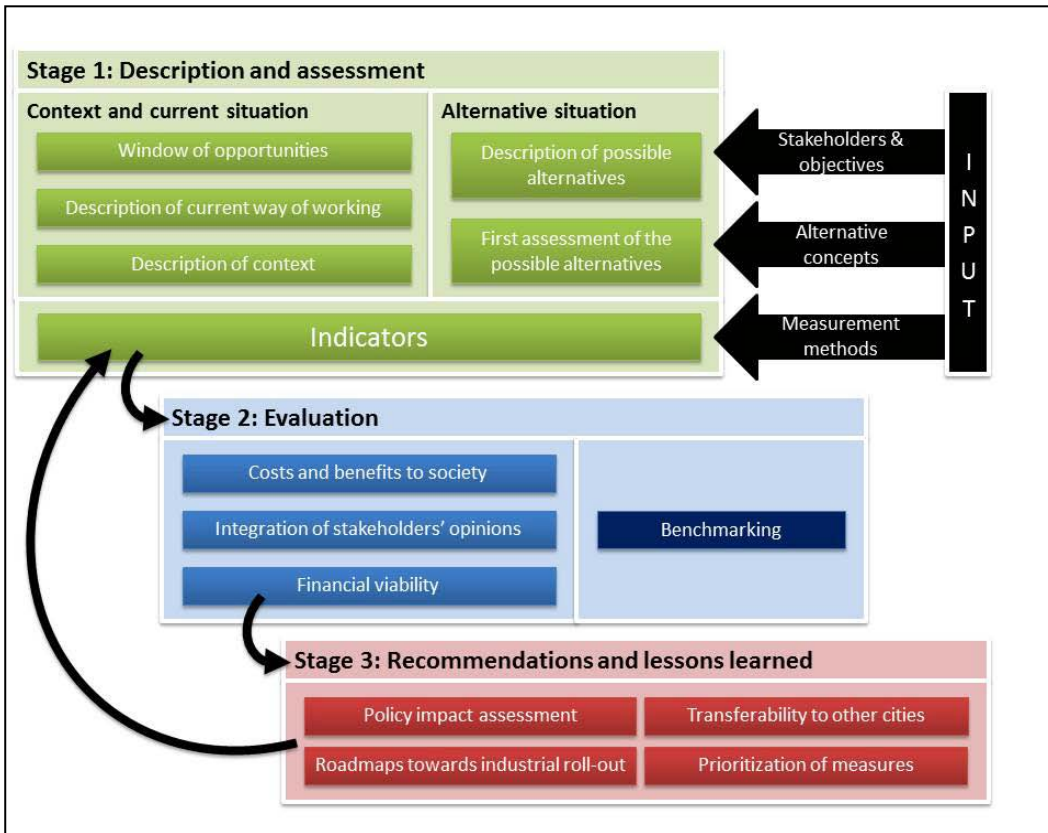 Stage 1: Description and assessment
Context and current situation
Window of opportunities
Description of current way of working
Description of context
Alternative situation
Description of possible
alternatives
First assessment of the
possible alternatives
Indicators
Stakeholders &
objectives
Alternative
concepts
Measurement
methods
I
N
P
U
T
Stage 2: Evaluation
Costs and benefits to society
Integration of stakeholders’ opinions
Financial viability
Benchmarking
Stage 3: Recommendations and lessons learned
Policy impact assessment
Transferability to other cities
Roadmaps towards industrial roll-out
Prioritization of measures